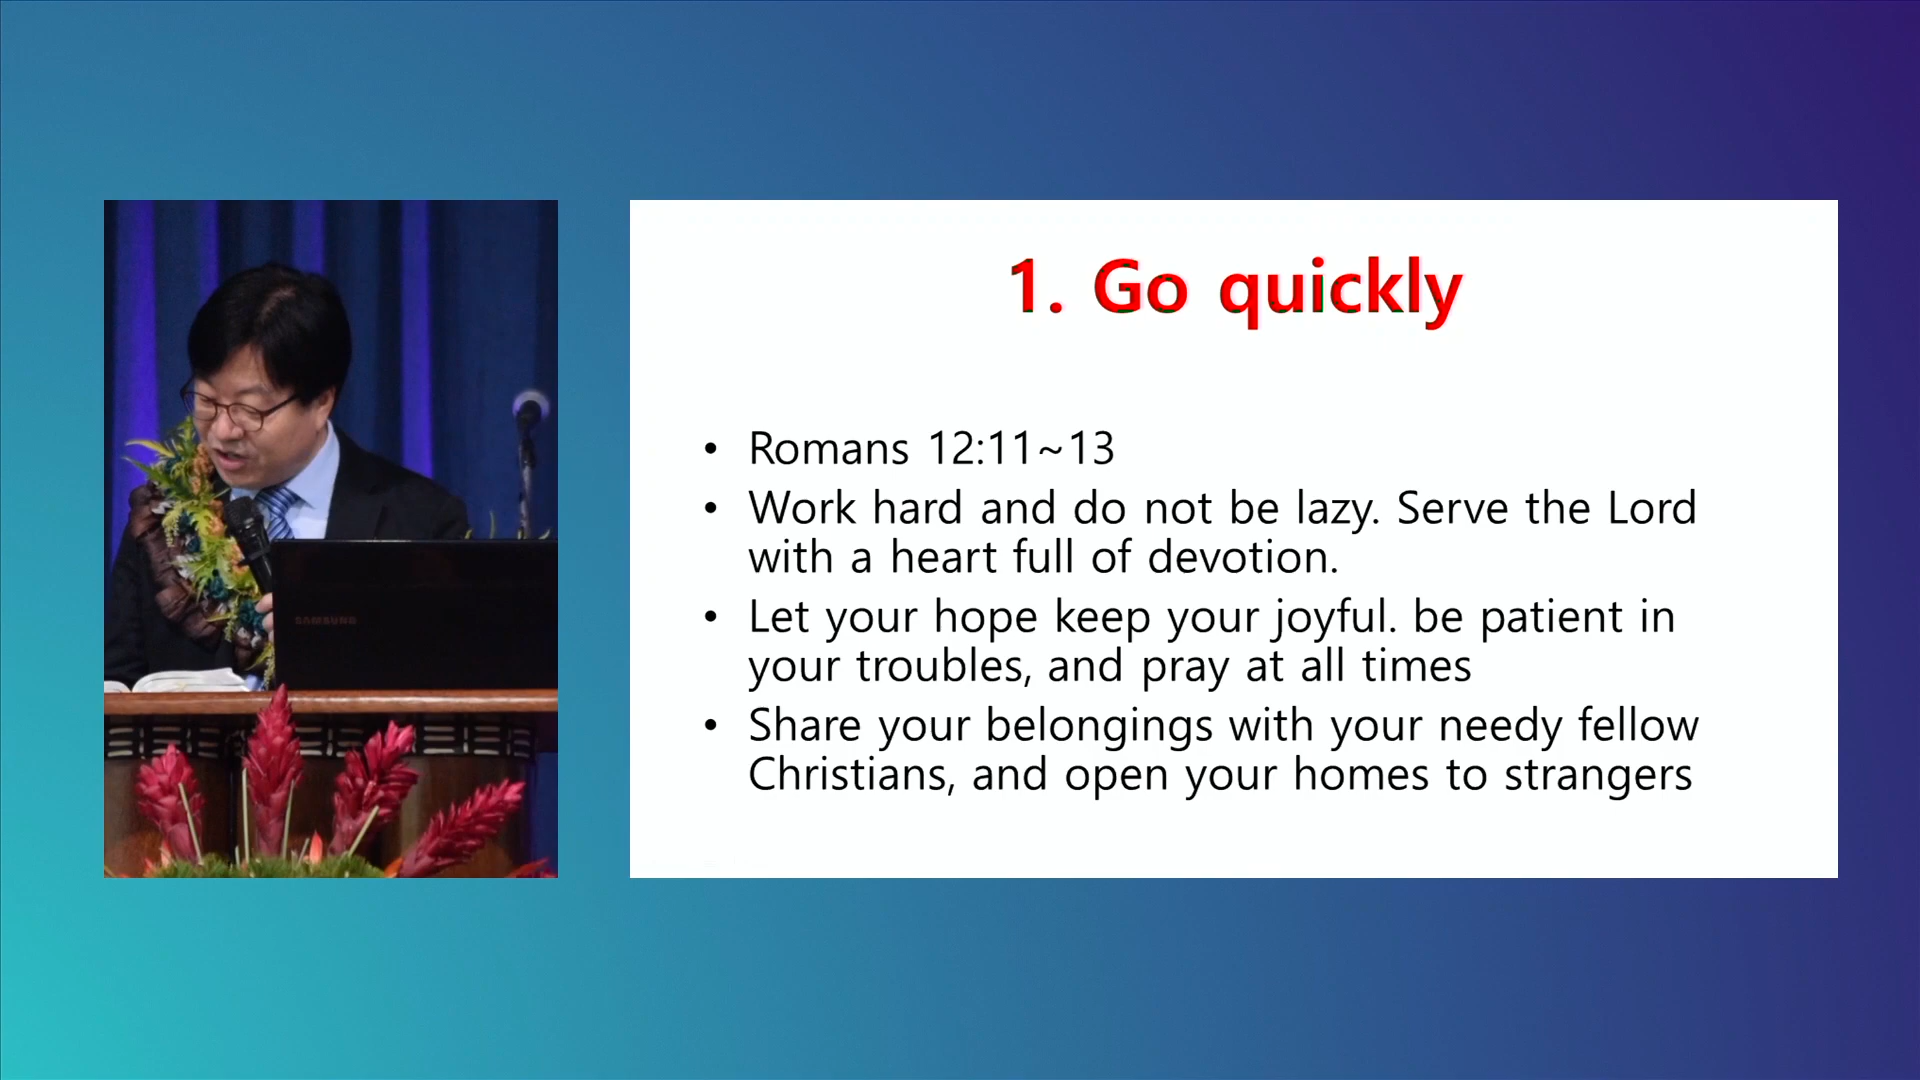 1. Go quickly
• Romans 12:11~13
• Work hard and do not be lazy. Serve the Lord
with a heart full of devotion.
• Let your hope keep your joyful. be patient in
your troubles, and pray at all times
• Share your belongings with your needy fellow
Christians, and open your homes to strangers
SAMSUNG